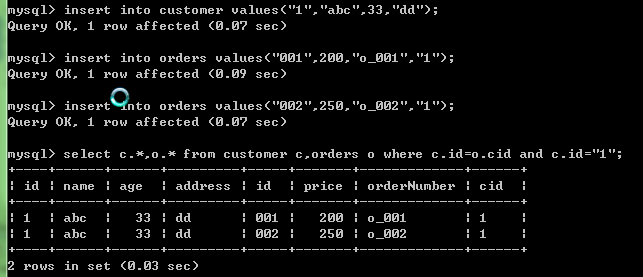 mysql> insert into customer values("1","abc",33,"dd");
Query OK, 1 row affected (0.07 sec)
mysql> insert into orders values("001",200,"o_001","1");
Query OK, 1 row affected (0.09 sec)
mysql> insert into orders values("002",250,"o_002","1");
Query OK, 1 row affected (0.07 sec)
mysql> select c.*,o.* from customer c,orders o where c.id=o.cid and c.id="1";
+----+------+------+---------+-----+-------+-------------+------+
| id | name | age  | address | id  | price | orderNumber | cid  |
+----+------+------+---------+-----+-------+-------------+------+
| 1  | abc  |   33 | dd      | 001 |   200 | o_001       | 1    |
| 1  | abc  |   33 | dd      | 002 |   250 | o_002       | 1    |
+----+------+------+---------+-----+-------+-------------+------+
2 rows in set (0.03 sec)